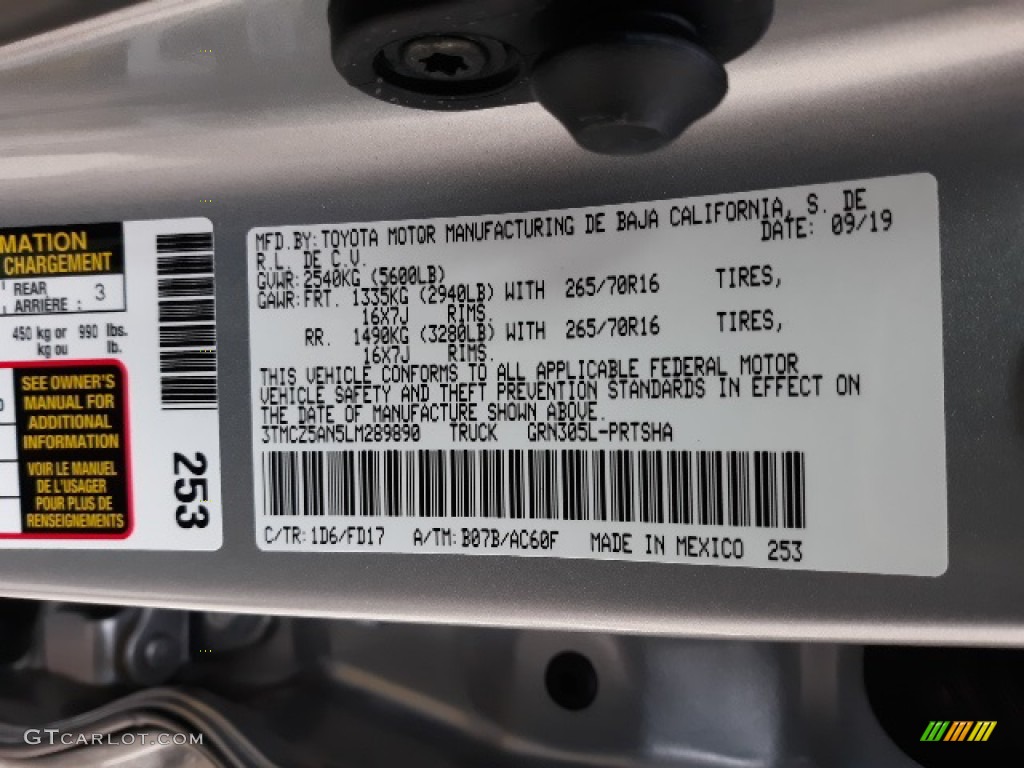 MATION
CHARGEMENT
REAR 3
ARRIÈRE :
450 kg or 990 lbs.
kg ou lb.
SEE OWNER'S
MANUAL FOR
ADDITIONAL
INFORMATION
VOIR LE MANUEL
DE L'USAGER
POUR PLUS DE
RENSEIGNEMENTS
253
MFD.BY:TOYOTA MOTOR MANUFACTURING DE BAJA CALIFORNIA, S. DE
R.L. DE C.V. DATE: 09/19
GVWR:2540KG (5600LB)
GAWR:FRT. 1335KG (2940LB) WITH 265/70R16 TIRES,
16X7J RIMS.
RR. 1490KG (3280LB) WITH 265/70R16 TIRES,
16X7J RIMS.
THIS VEHICLE CONFORMS TO ALL APPLICABLE FEDERAL MOTOR
VEHICLE SAFETY AND THEFT PREVENTION STANDARDS IN EFFECT ON
THE DATE OF MANUFACTURE SHOWN ABOVE.
3TMCZ5AN5LM289890 TRUCK GRN305L-PRTSHA
C/TR:1D6/FD17 A/TM:B07B/AC60F MADE IN MEXICO 253
GTCARLOT.COM